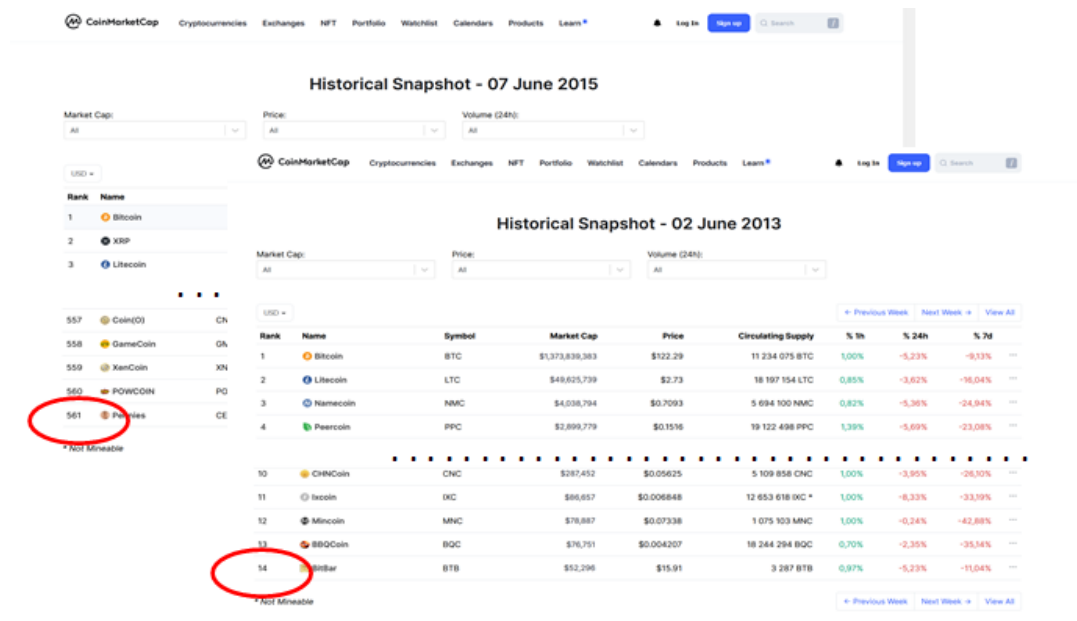 CoinMarketCap Cryptocurrencies Exchanges NFT Portfolio Watchlist Calendars Products Learn Log In Sign up Search /
Historical Snapshot - 07 June 2015
Market Cap: Price: Volume (24h):
All All All
USD
Rank Name
1 Bitcoin
2 XRP
3 Litecoin
. . .
557 Coin(O) CN
558 GameCoin GM
559 XenCoin XN
560 POWCOIN PO
561 Pennies CE
* Not Mineable
CoinMarketCap Cryptocurrencies Exchanges NFT Portfolio Watchlist Calendars Products Learn Log In Sign up Search /
Historical Snapshot - 02 June 2013
Market Cap: Price: Volume (24h):
All All All
USD ← Previous Week Next Week → View All
Rank Name Symbol Market Cap Price Circulating Supply % 1h % 24h % 7d
1 Bitcoin BTC $1,373,839,383 $122.29 11 234 075 BTC 1,00% -5,23% -9,13% ...
2 Litecoin LTC $49,625,739 $2.73 18 197 154 LTC 0,85% -3,62% -16,04% ...
3 Namecoin NMC $4,038,794 $0.7093 5 694 100 NMC 0,82% -5,36% -24,94% ...
4 Peercoin PPC $2,899,779 $0.1516 19 122 498 PPC 1,39% -5,69% -23,08% ...
10 CHNCoin CNC $287,452 $0.05625 5 109 858 CNC 1,00% -3,95% -26,10% ...
11 Ixcoin IXC $86,657 $0.006848 12 653 618 IXC * 1,00% -8,33% -33,19% ...
12 Mincoin MNC $78,887 $0.07338 1 075 103 MNC 1,00% -0,24% -42,88% ...
13 BBQCoin BQC $76,751 $0.004207 18 244 294 BQC 0,70% -2,35% -35,14% ...
14 BitBar BTB $52,296 $15.91 3 287 BTB 0,97% -5,23% -11,04% ...
* Not Mineable ← Previous Week Next Week → View All